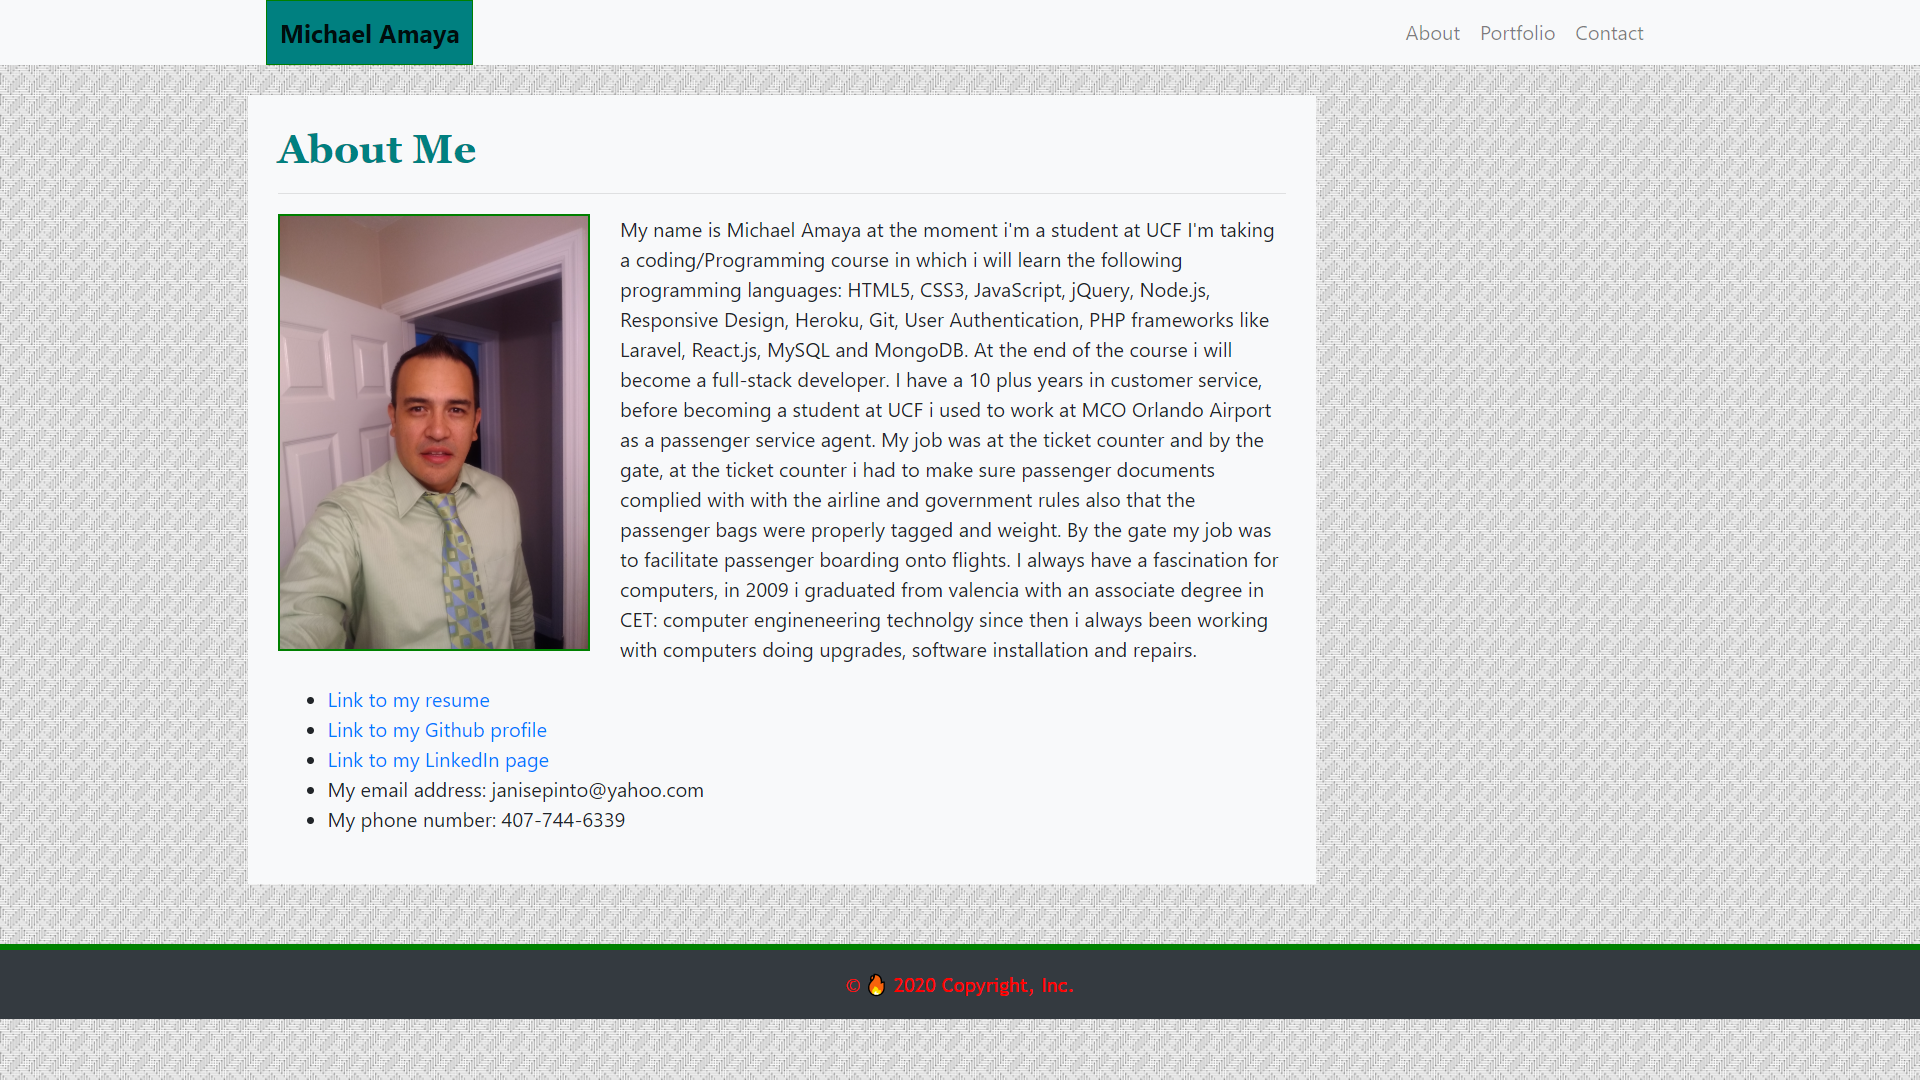 Michael Amaya
About Portfolio Contact
About Me
My name is Michael Amaya at the moment i'm a student at UCF I'm taking
a coding/Programming course in which i will learn the following
programming languages: HTML5, CSS3, JavaScript, jQuery, Node.js,
Responsive Design, Heroku, Git, User Authentication, PHP frameworks like
Laravel, React.js, MySQL and MongoDB. At the end of the course i will
become a full-stack developer. I have a 10 plus years in customer service,
before becoming a student at UCF i used to work at MCO Orlando Airport
as a passenger service agent. My job was at the ticket counter and by the
gate, at the ticket counter i had to make sure passenger documents
complied with with the airline and government rules also that the
passenger bags were properly tagged and weight. By the gate my job was
to facilitate passenger boarding onto flights. I always have a fascination for
computers, in 2009 i graduated from valencia with an associate degree in
CET: computer engineneering technolgy since then i always been working
with computers doing upgrades, software installation and repairs.
• Link to my resume
• Link to my Github profile
• Link to my LinkedIn page
• My email address: janisepinto@yahoo.com
• My phone number: 407-744-6339
© 🔥 2020 Copyright, Inc.